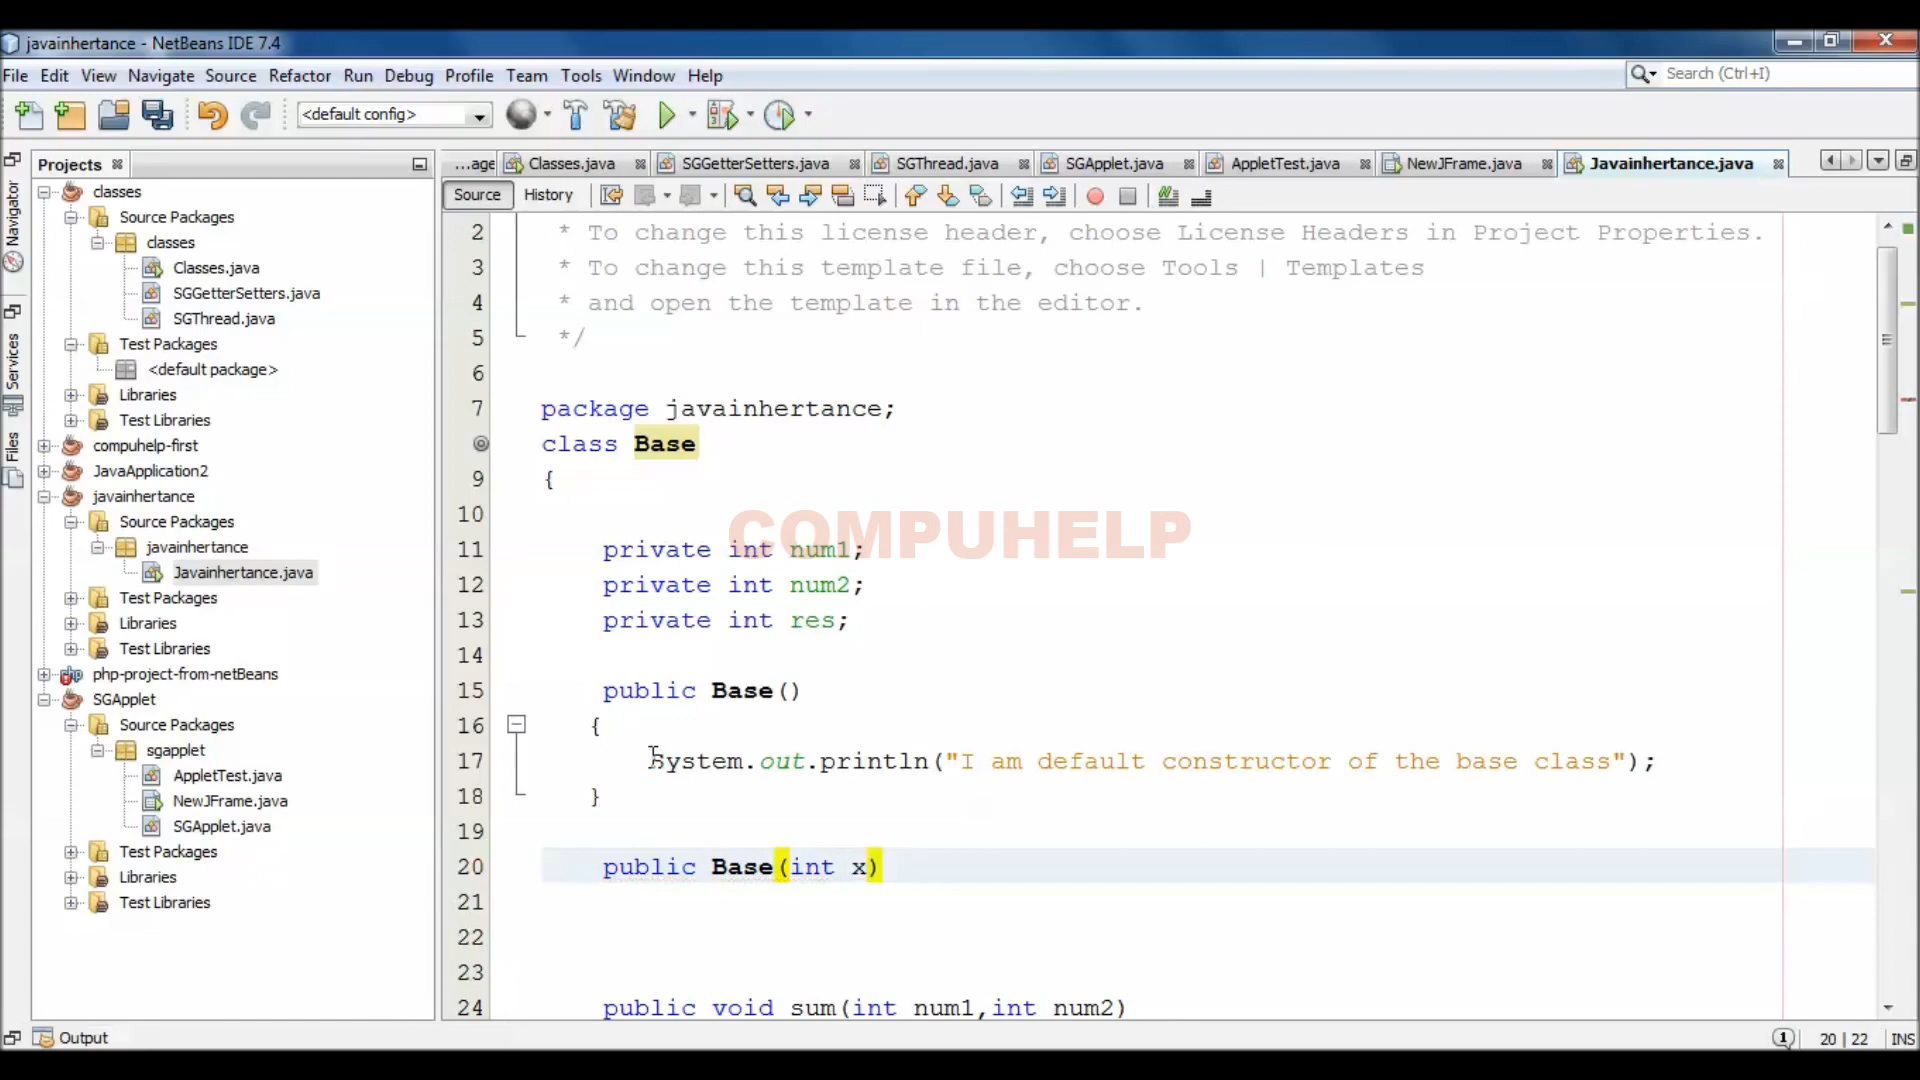 javainhertance - NetBeans IDE 7.4
File Edit View Navigate Source Refactor Run Debug Profile Team Tools Window Help
Search (Ctrl+I)
<default config>
Projects
...age Classes.java SGGetterSetters.java SGThread.java SGApplet.java AppletTest.java NewJFrame.java Javainhertance.java
Source History
Navigator
Services
Files
classes
Source Packages
classes
Classes.java
SGGetterSetters.java
SGThread.java
Test Packages
<default package>
Libraries
Test Libraries
compuhelp-first
JavaApplication2
javainhertance
Source Packages
javainhertance
Javainhertance.java
Test Packages
Libraries
Test Libraries
php php-project-from-netBeans
SGApplet
Source Packages
sgapplet
AppletTest.java
NewJFrame.java
SGApplet.java
Test Packages
Libraries
Test Libraries
2 * To change this license header, choose License Headers in Project Properties.
3 * To change this template file, choose Tools | Templates
4 * and open the template in the editor.
5 */
6
7 package javainhertance;
class Base
9 {
10
COMPUHELP
11 private int num1;
12 private int num2;
13 private int res;
14
15 public Base()
16 {
17 System.out.println("I am default constructor of the base class");
18 }
19
20 public Base(int x)
21
22
23
24 public void sum(int num1,int num2)
Output
1 20 | 22 INS